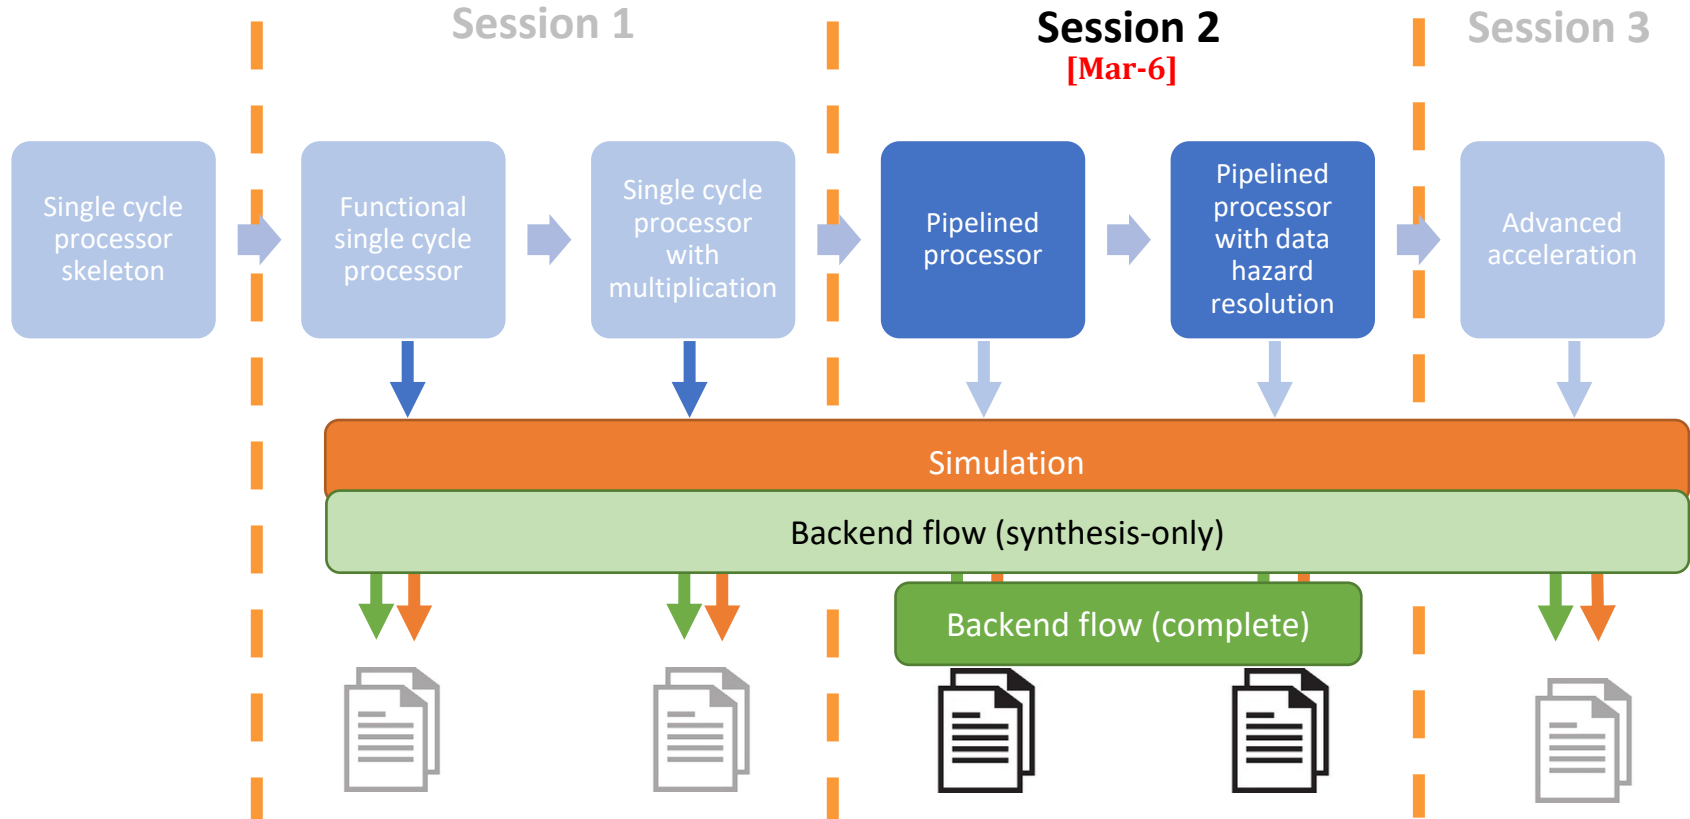 Session 1
Session 2
[Mar-6]
Session 3
Single cycle
processor
skeleton
Functional
single cycle
processor
Single cycle
processor
with
multiplication
Pipelined
processor
Pipelined
processor
with data
hazard
resolution
Advanced
acceleration
Simulation
Backend flow (synthesis-only)
Backend flow (complete)